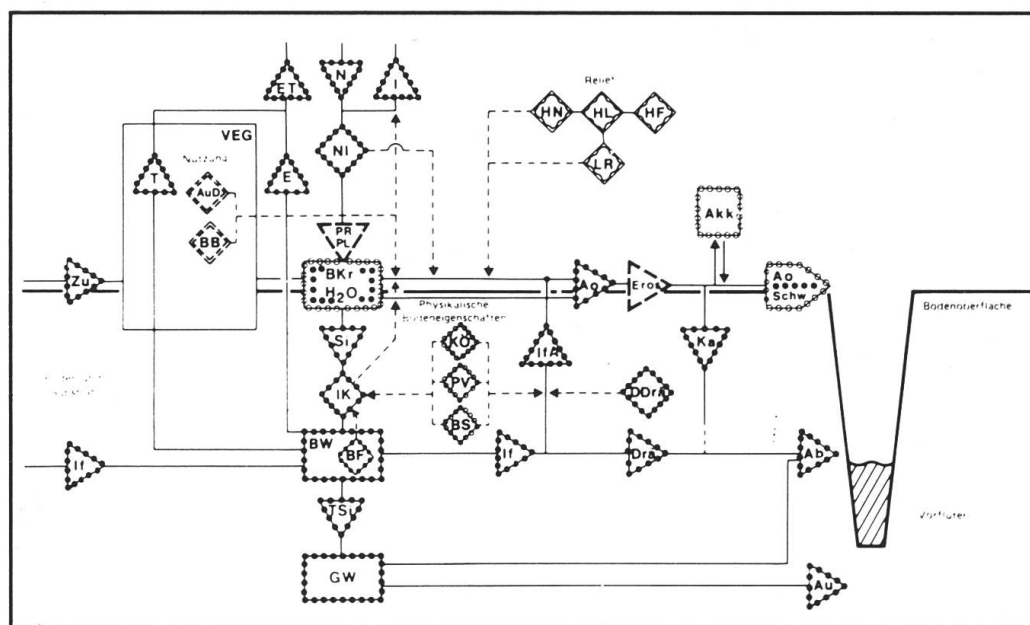 ET
N
I
Relief
HN
HL
HF
VEG
NI
LR
Nutzung
T
AuD
E
BB
PR
PL
Akk
Zu
BKr
H2O
Ao
Eros
Ao
Schw
Bodenoberfläche
Physikalische
Bodeneigenschaften
Si
KÖ
IfA
Ka
IK
PV
DDrA
BS
BW
BF
If
If
Dra
Ab
TSi
Vorfluter
GW
Au